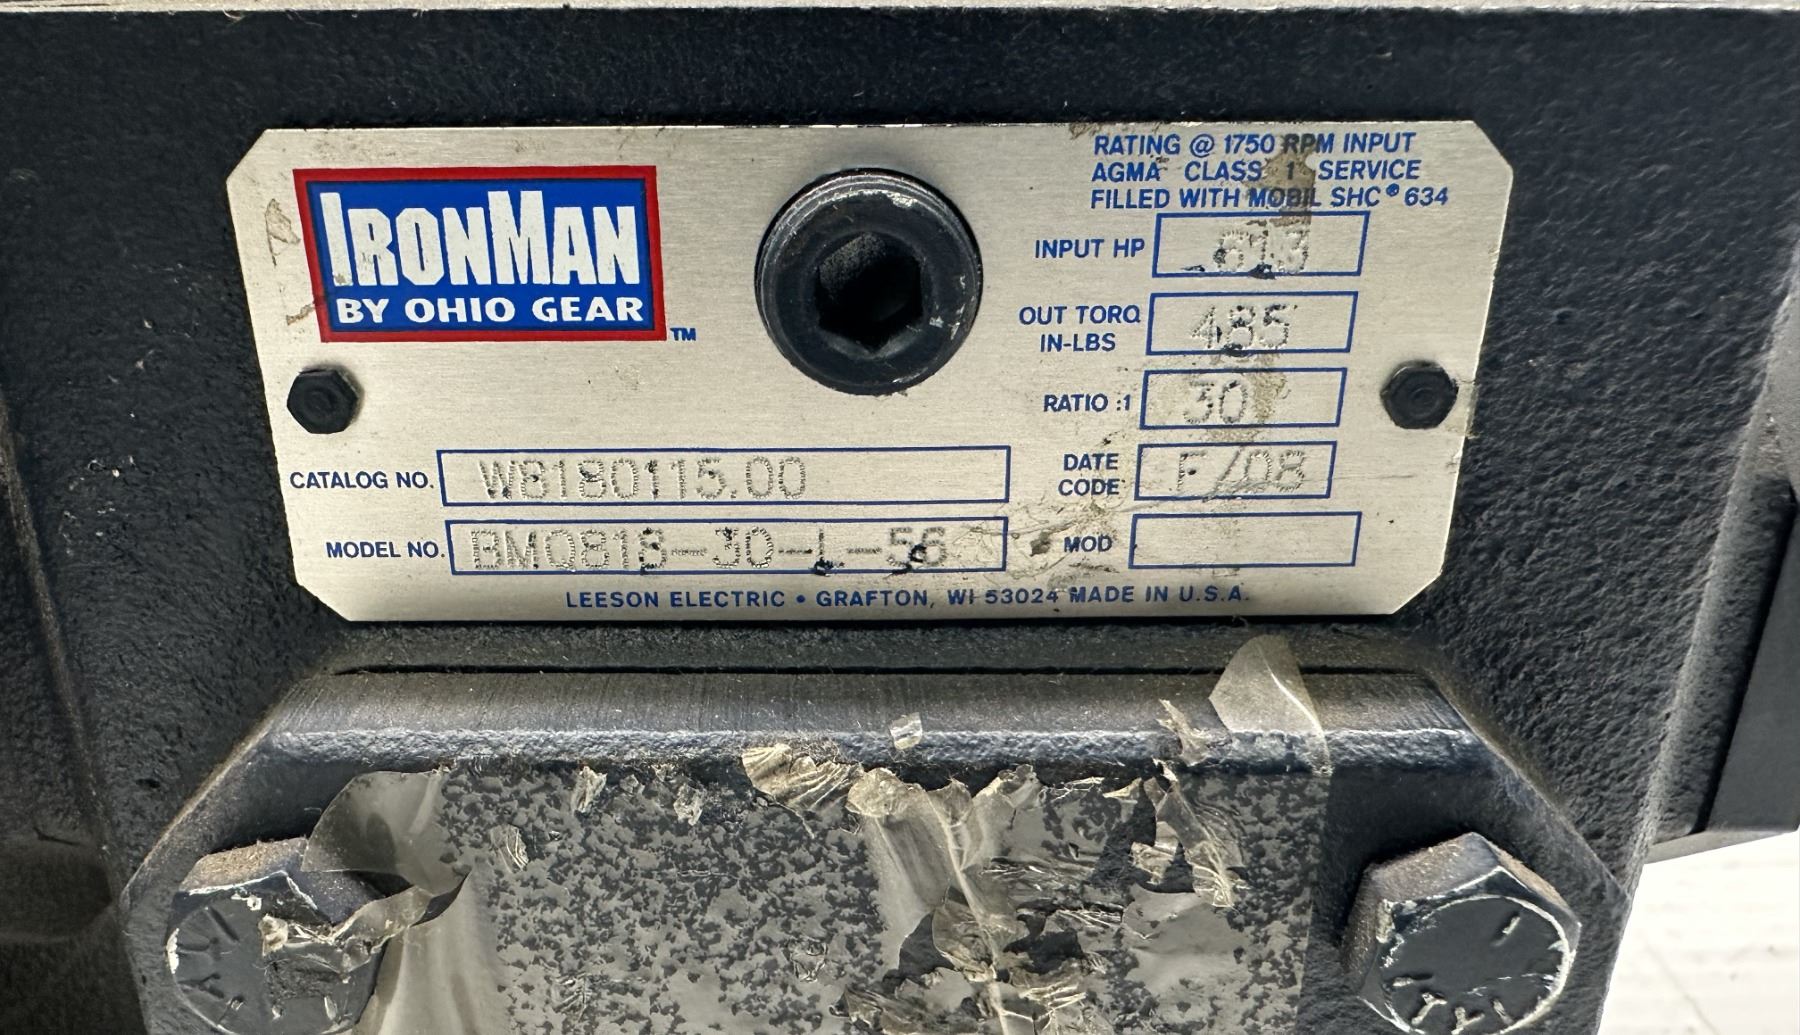 IRONMAN
BY OHIO GEAR
TM
RATING @ 1750 RPM INPUT
AGMA CLASS 1 SERVICE
FILLED WITH MOBIL SHC® 634
INPUT HP .613
OUT TORQ IN-LBS 485
RATIO :1 30
CATALOG NO. W8180115.00
DATE CODE F/08
MODEL NO. BMQ818-30-L-56
MOD
LEESON ELECTRIC • GRAFTON, WI 53024 MADE IN U.S.A.